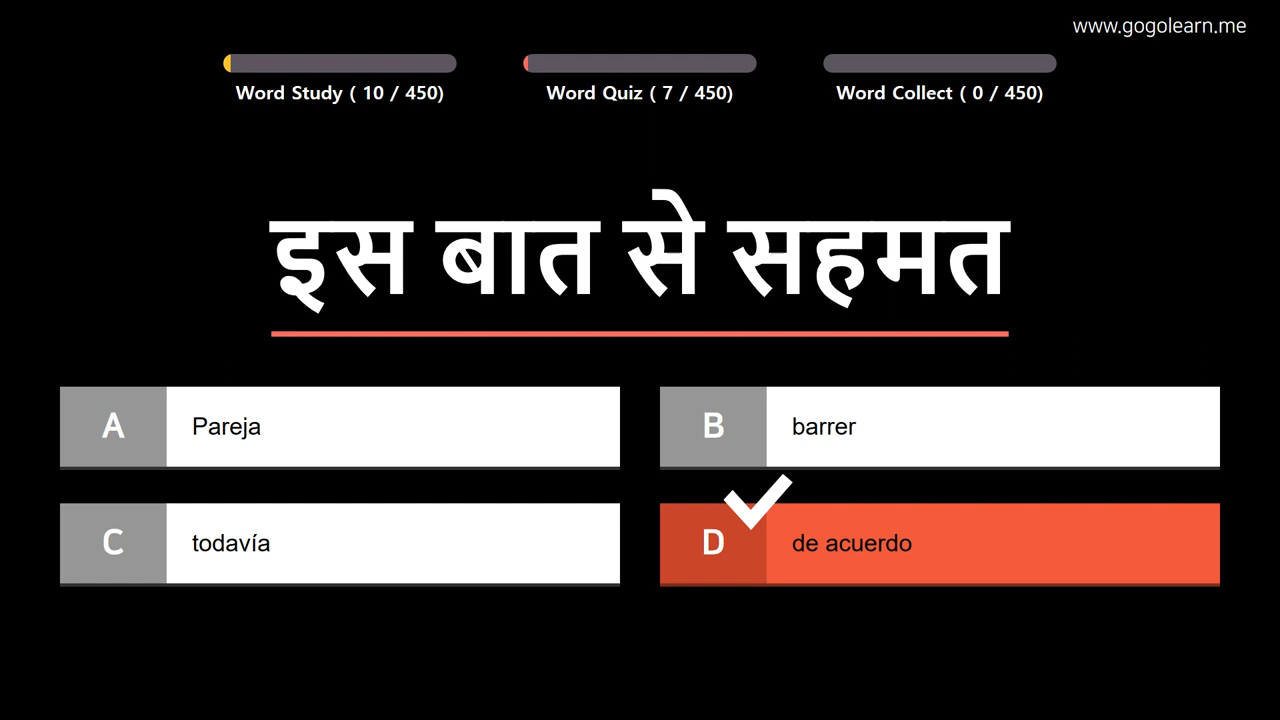 www.gogolearn.me
Word Study ( 10 / 450)
Word Quiz ( 7 / 450)
Word Collect ( 0 / 450)
इस बात से सहमत
A Pareja
B barrer
C todavía
D de acuerdo